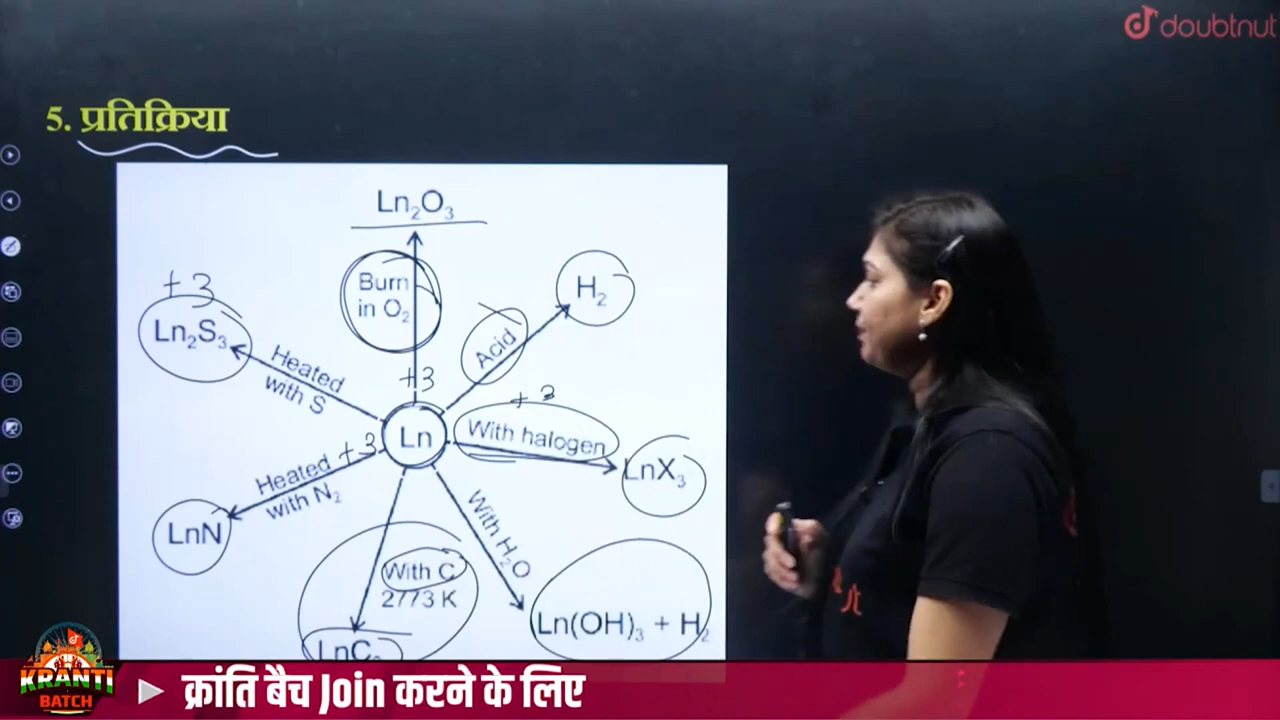 doubtnut
5. प्रतिक्रिया
Ln₂O₃
Burn
in O₂
H₂
Acid
+3
Ln₂S₃
Heated
with S
+3
+3
With halogen
Ln
LnX₃
+3
Heated
with N₂
LnN
With H₂O
With C
2773 K
Ln(OH)₃ + H₂
KRANTI
BATCH
क्रांति बैच Join करने के लिए